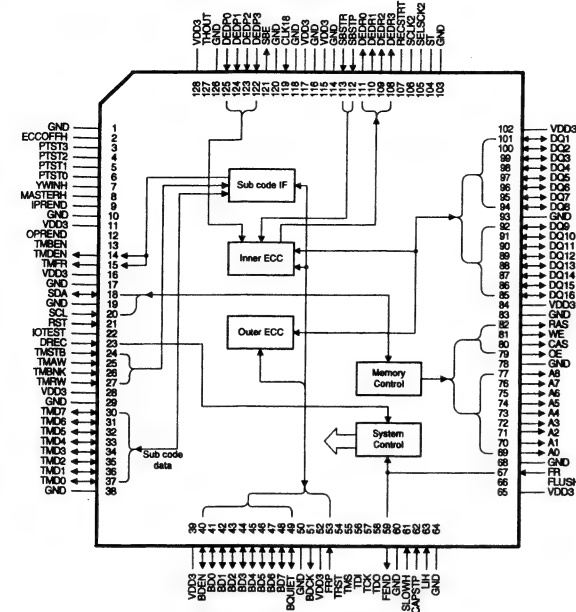 VDD3
THOUT
GND
DEDP0
DEDP1
DEDP2
DEDP3
SBE
GND
CLK18
GND
VDD3
GND
VDD3
GND
SBSTR
SBSTP
DEDR0
DEDR1
DEDR2
DEDR3
RECSTRT
SCLK2
ST
GND
128
127
126
125
124
123
122
121
120
119
118
117
116
115
114
113
112
111
110
109
108
107
106
105
104
103
GND 1
ECCOFFH 2
PTST3 3
PTST2 4
PTST1 5
PTST0 6
YWINH 7
MASTERH 8
IPREND 9
GND 10
VDD3 11
OPREND 12
TMBEN 13
TMDEN 14
TMFR 15
VDD3 16
GND 17
SDA 18
GND 19
SCL 20
RST 21
IOTEST 22
DREC 23
TMSTB 24
TMAW 25
TMBNK 26
TMRW 27
VDD3 28
GND 29
TMD7 30
TMD6 31
TMD5 32
TMD4 33
TMD3 34
TMD2 35
TMD1 36
TMD0 37
GND 38
Sub code IF
Inner ECC
Outer ECC
Memory
Control
System
Control
Sub code
data
102 VDD3
101 DQ1
100 DQ2
99 DQ3
98 DQ4
97 DQ5
96 DQ6
95 DQ7
94 DQ8
93 GND
92 DQ9
91 DQ10
90 DQ11
89 DQ12
88 DQ13
87 DQ14
86 DQ15
85 DQ16
84 VDD3
83 GND
82 RAS
81 WE
80 CAS
79 OE
78 GND
77 A8
76 A7
75 A6
74 A5
73 A4
72 A3
71 A2
70 A1
69 A0
68 GND
67 FR
66 FLUSH
65 VDD3
39
40
41
42
43
44
45
46
47
48
49
50
51
52
53
54
55
56
57
58
59
60
61
62
63
64
VDD3
BDEN
BD0
BD1
BD2
BD3
BD4
BD5
BD6
BD7
BQUIET
GND
BDCK
VDD3
FRP
TRST
TMS
TDI
TCK
TDO
FEND
GND
SLOWH
CAPSTP
LIH
GND